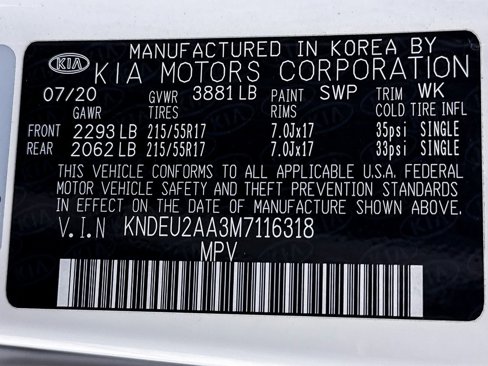 MANUFACTURED IN KOREA BY
KIA KIA MOTORS CORPORATION
07/20 GVWR 3881 LB PAINT SWP TRIM WK
GAWR TIRES RIMS COLD TIRE INFL
FRONT 2293 LB 215/55R17 7.0Jx17 35psi SINGLE
REAR 2062 LB 215/55R17 7.0Jx17 33psi SINGLE
THIS VEHICLE CONFORMS TO ALL APPLICABLE U.S.A. FEDERAL
MOTOR VEHICLE SAFETY AND THEFT PREVENTION STANDARDS
IN EFFECT ON THE DATE OF MANUFACTURE SHOWN ABOVE.
V.I.N KNDEU2AA3M7116318
MPV